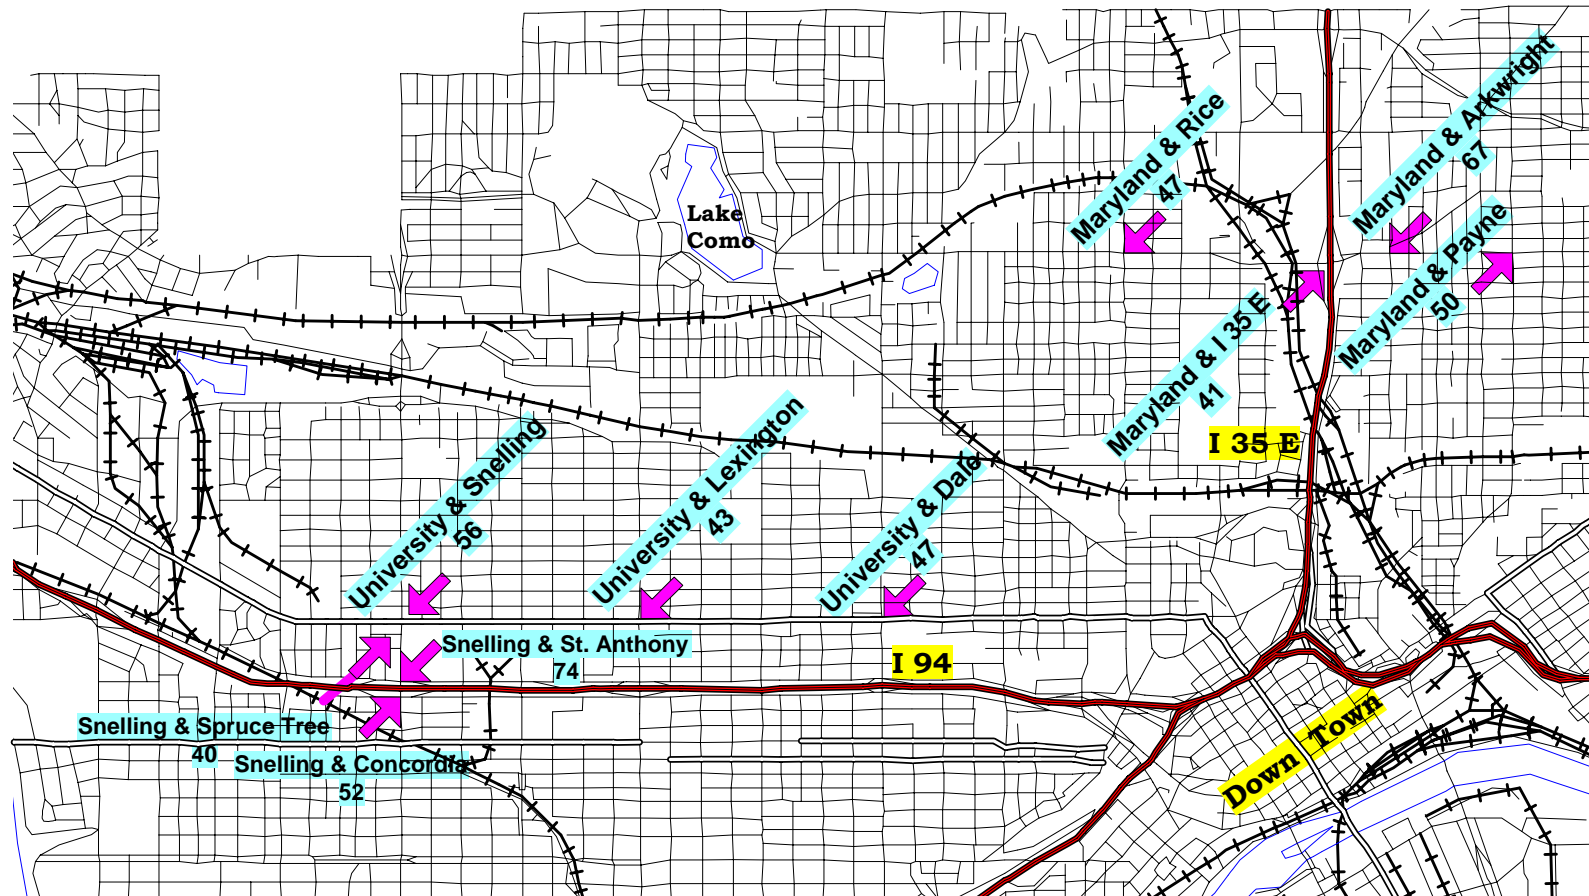 Maryland & Arkwright
67
Maryland & Rice
47
Lake
Como
Maryland & Payne
50
Maryland & I 35 E
41
I 35 E
University & Snelling
56
University & Lexington
43
University & Dale
47
Snelling & St. Anthony
74
I 94
Snelling & Spruce Tree
40
Snelling & Concordia
52
Down Town